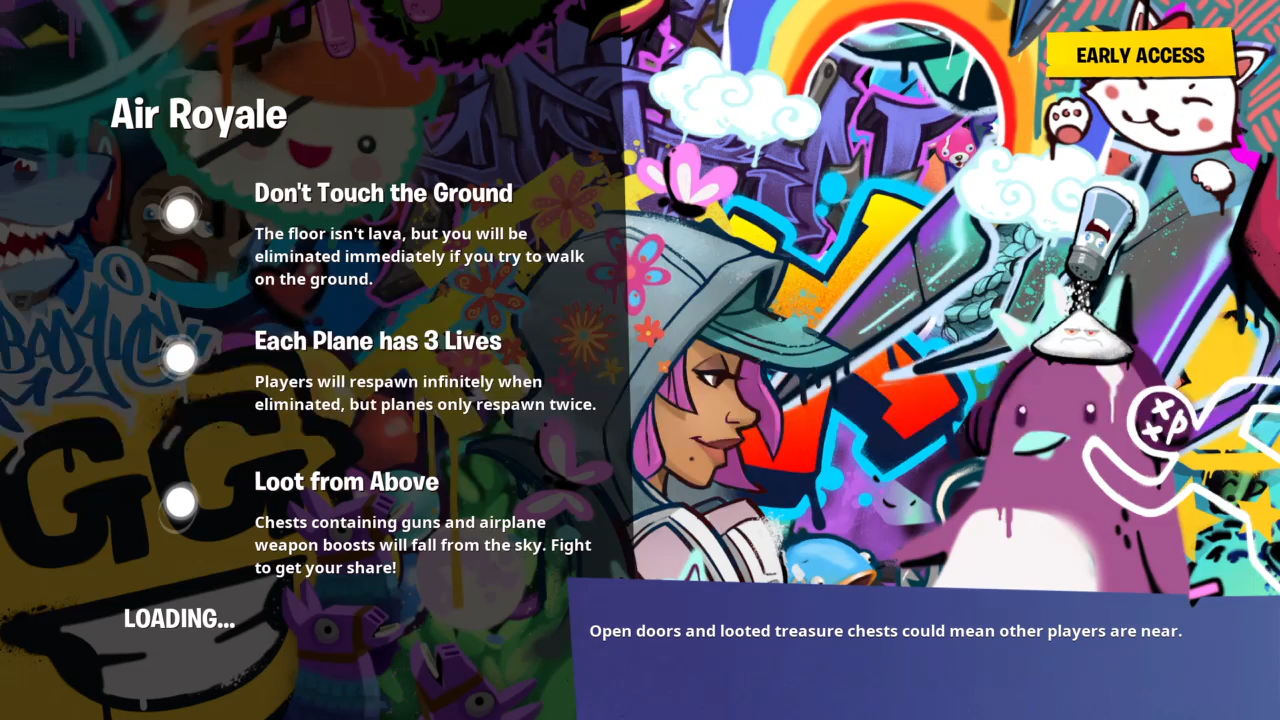 EARLY ACCESS
Air Royale
Don't Touch the Ground
The floor isn't lava, but you will be
eliminated immediately if you try to walk
on the ground.
Each Plane has 3 Lives
Players will respawn infinitely when
eliminated, but planes only respawn twice.
Loot from Above
Chests containing guns and airplane
weapon boosts will fall from the sky. Fight
to get your share!
LOADING...
Open doors and looted treasure chests could mean other players are near.
GG
xp
xp